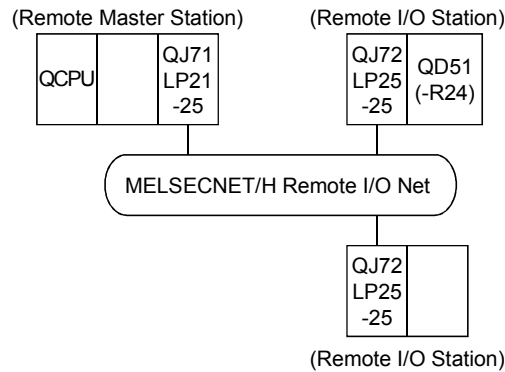 (Remote Master Station)
QCPU
QJ71
LP21
-25
(Remote I/O Station)
QJ72
LP25
-25
QD51
(-R24)
MELSECNET/H Remote I/O Net
QJ72
LP25
-25
(Remote I/O Station)